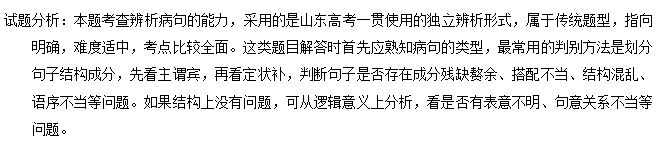 试题分析：本题考查辨析病句的能力，采用的是山东高考一贯使用的独立辨析形式，属于传统题型，指向
明确，难度适中，考点比较全面。这类题目解答时首先应熟知病句的类型，最常用的判别方法是划分
句子结构成分，先看主谓宾，再看定状补，判断句子是否存在成分残缺赘余、搭配不当、结构混乱、
语序不当等问题。如果结构上没有问题，可从逻辑意义上分析，看是否有表意不明、句意关系不当等
问题。